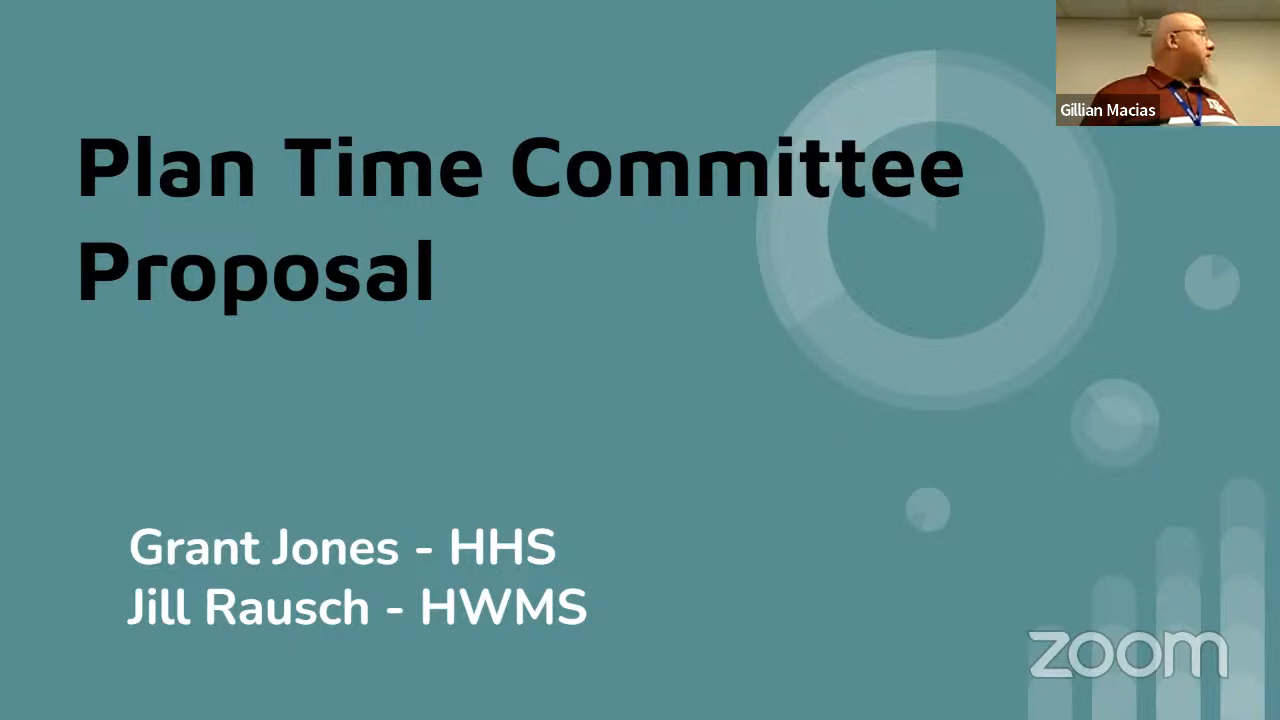 Gillian Macias
Plan Time Committee
Proposal
Grant Jones - HHS
Jill Rausch - HWMS
zoom